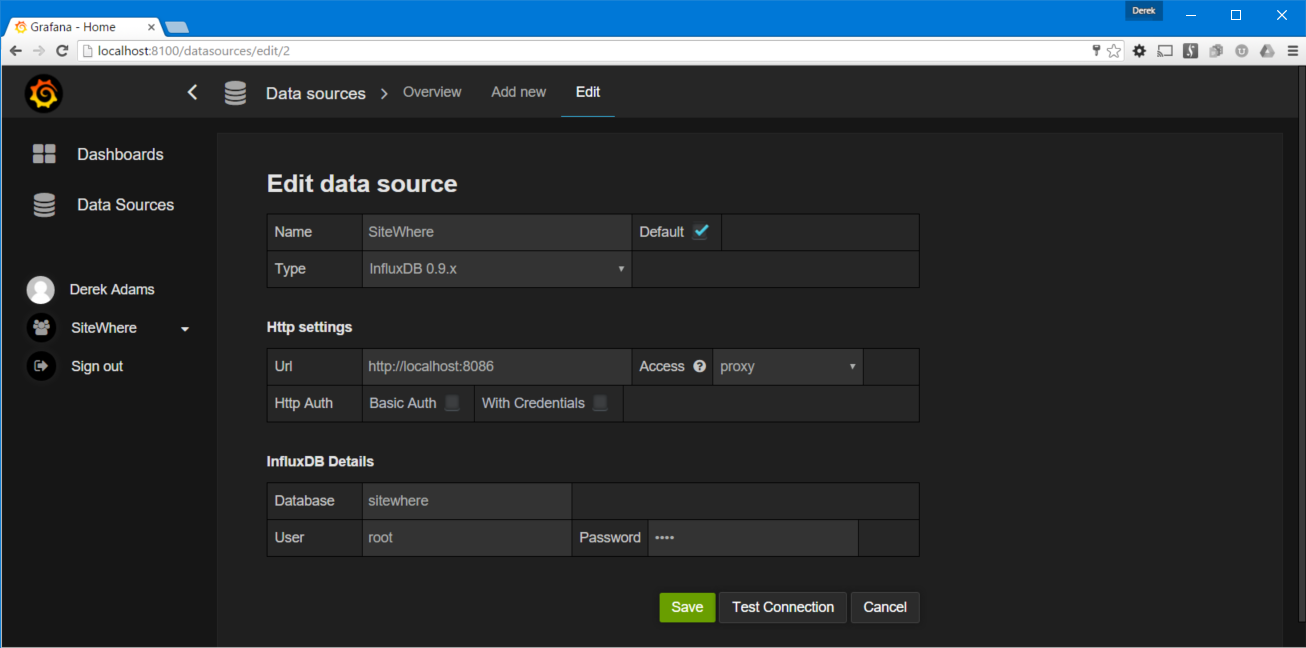 Derek
Grafana - Home
localhost:8100/datasources/edit/2
Data sources > Overview Add new Edit
Dashboards
Data Sources
Derek Adams
SiteWhere
Sign out
Edit data source
Name SiteWhere Default
Type InfluxDB 0.9.x
Http settings
Url http://localhost:8086 Access ? proxy
Http Auth Basic Auth With Credentials
InfluxDB Details
Database sitewhere
User root Password ••••
Save Test Connection Cancel